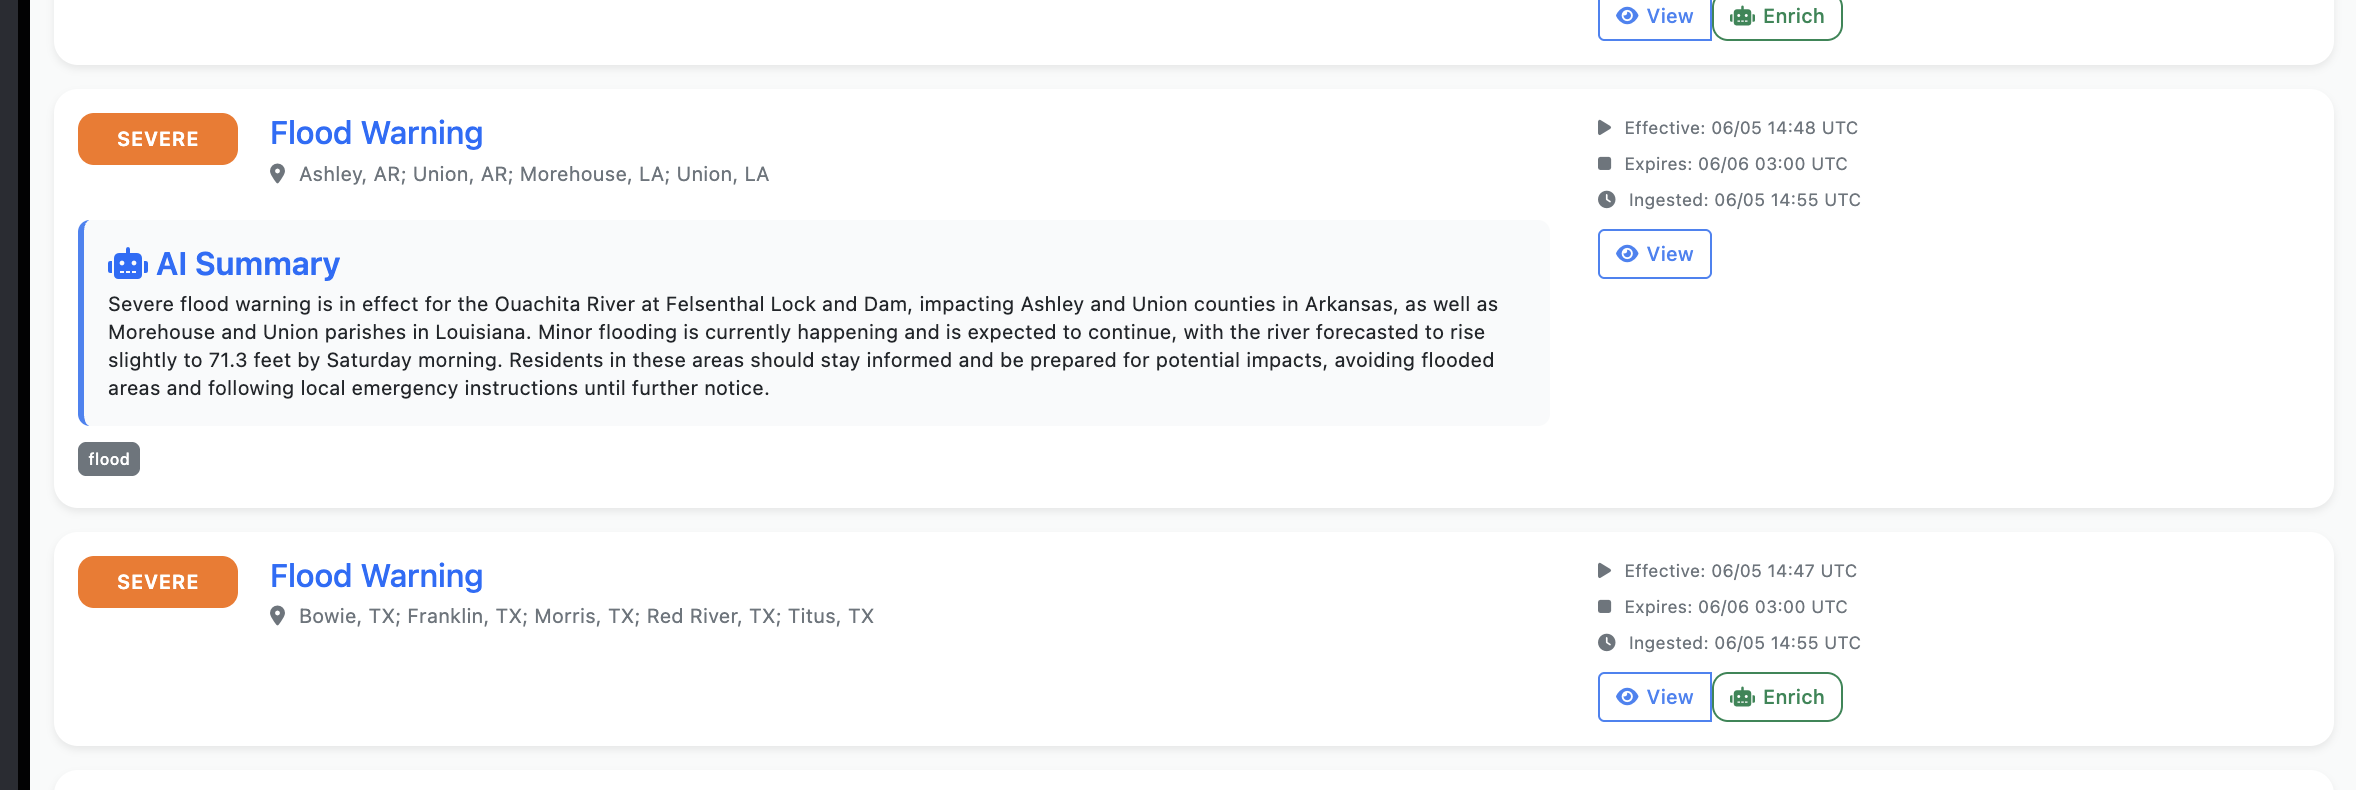 View Enrich
SEVERE
Flood Warning
Ashley, AR; Union, AR; Morehouse, LA; Union, LA
Effective: 06/05 14:48 UTC
Expires: 06/06 03:00 UTC
Ingested: 06/05 14:55 UTC
View
AI Summary
Severe flood warning is in effect for the Ouachita River at Felsenthal Lock and Dam, impacting Ashley and Union counties in Arkansas, as well as
Morehouse and Union parishes in Louisiana. Minor flooding is currently happening and is expected to continue, with the river forecasted to rise
slightly to 71.3 feet by Saturday morning. Residents in these areas should stay informed and be prepared for potential impacts, avoiding flooded
areas and following local emergency instructions until further notice.
flood
SEVERE
Flood Warning
Bowie, TX; Franklin, TX; Morris, TX; Red River, TX; Titus, TX
Effective: 06/05 14:47 UTC
Expires: 06/06 03:00 UTC
Ingested: 06/05 14:55 UTC
View Enrich